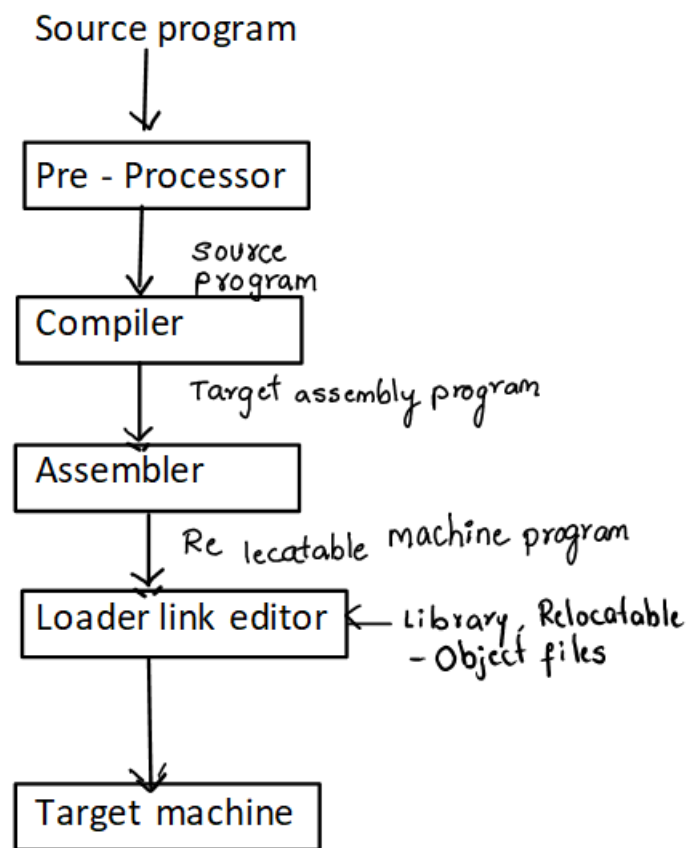 Source program
Pre - Processor
Source
program
Compiler
Target assembly program
Assembler
Re lecatable machine program
Loader link editor
Library, Relocatable
- Object files
Target machine